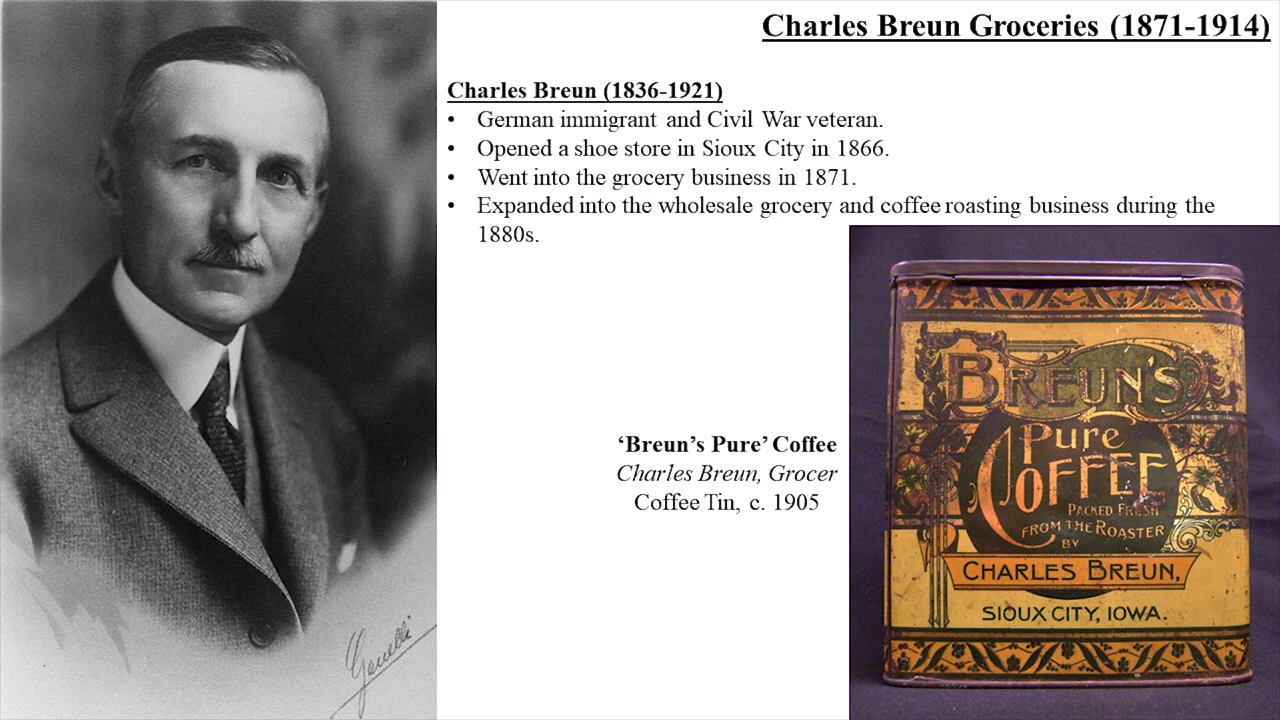 Charles Breun Groceries (1871-1914)
Charles Breun (1836-1921)
• German immigrant and Civil War veteran.
• Opened a shoe store in Sioux City in 1866.
• Went into the grocery business in 1871.
• Expanded into the wholesale grocery and coffee roasting business during the
1880s.
‘Breun’s Pure’ Coffee
Charles Breun, Grocer
Coffee Tin, c. 1905
BREUN'S
Pure
COFFEE
PACKED FRESH
FROM THE ROASTER
BY
CHARLES BREUN,
SIOUX CITY, IOWA.
Genelli